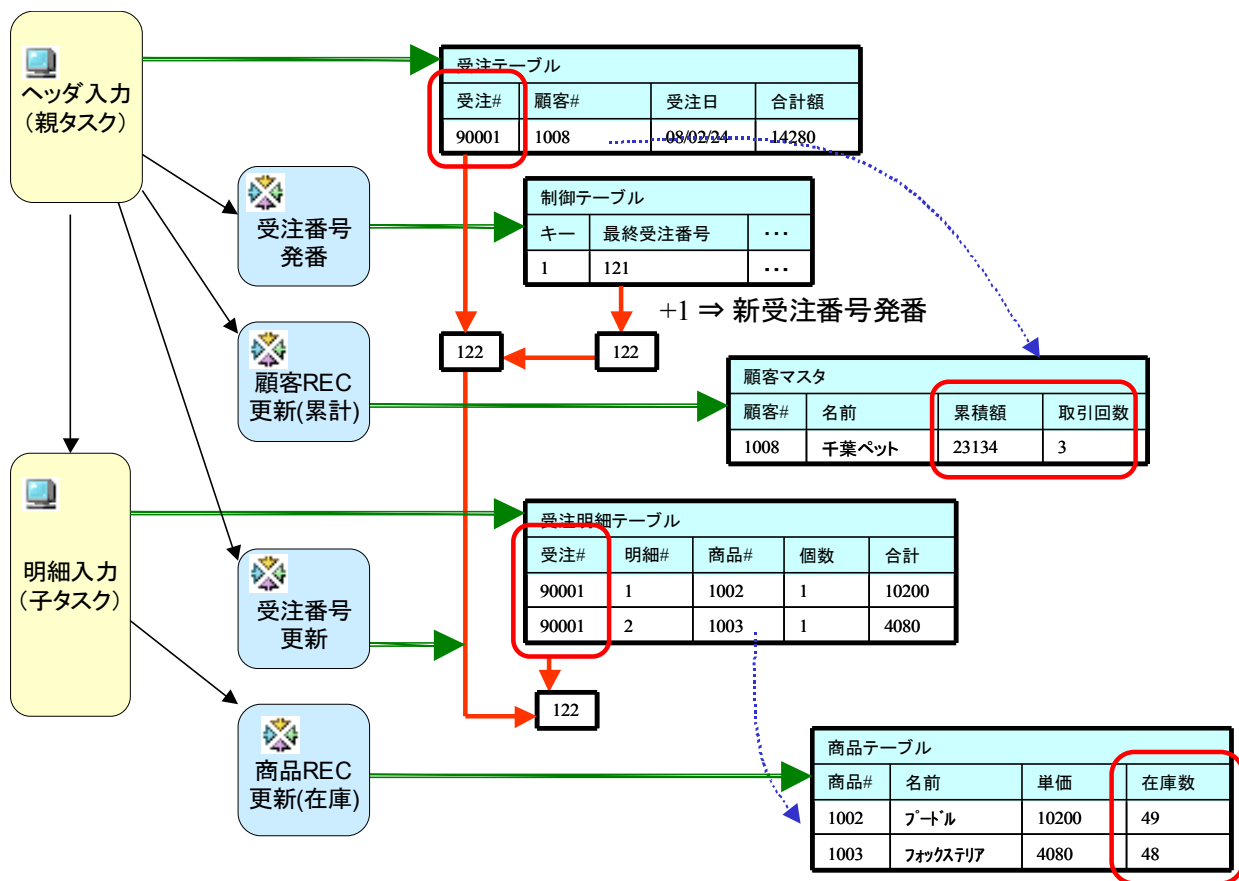 ヘッダ入力
（親タスク）
受注テーブル
受注# 顧客# 受注日 合計額
90001 1008 08/02/24 14280
受注番号
発番
制御テーブル
キー 最終受注番号 ・・・
1 121 ・・・
+1 ⇒ 新受注番号発番
122 122
顧客REC
更新(累計)
顧客マスタ
顧客# 名前 累積額 取引回数
1008 千葉ペット 23134 3
明細入力
（子タスク）
受注明細テーブル
受注# 明細# 商品# 個数 合計
90001 1 1002 1 10200
90001 2 1003 1 4080
受注番号
更新
122
商品REC
更新(在庫)
商品テーブル
商品# 名前 単価 在庫数
1002 プードル 10200 49
1003 フォックステリア 4080 48